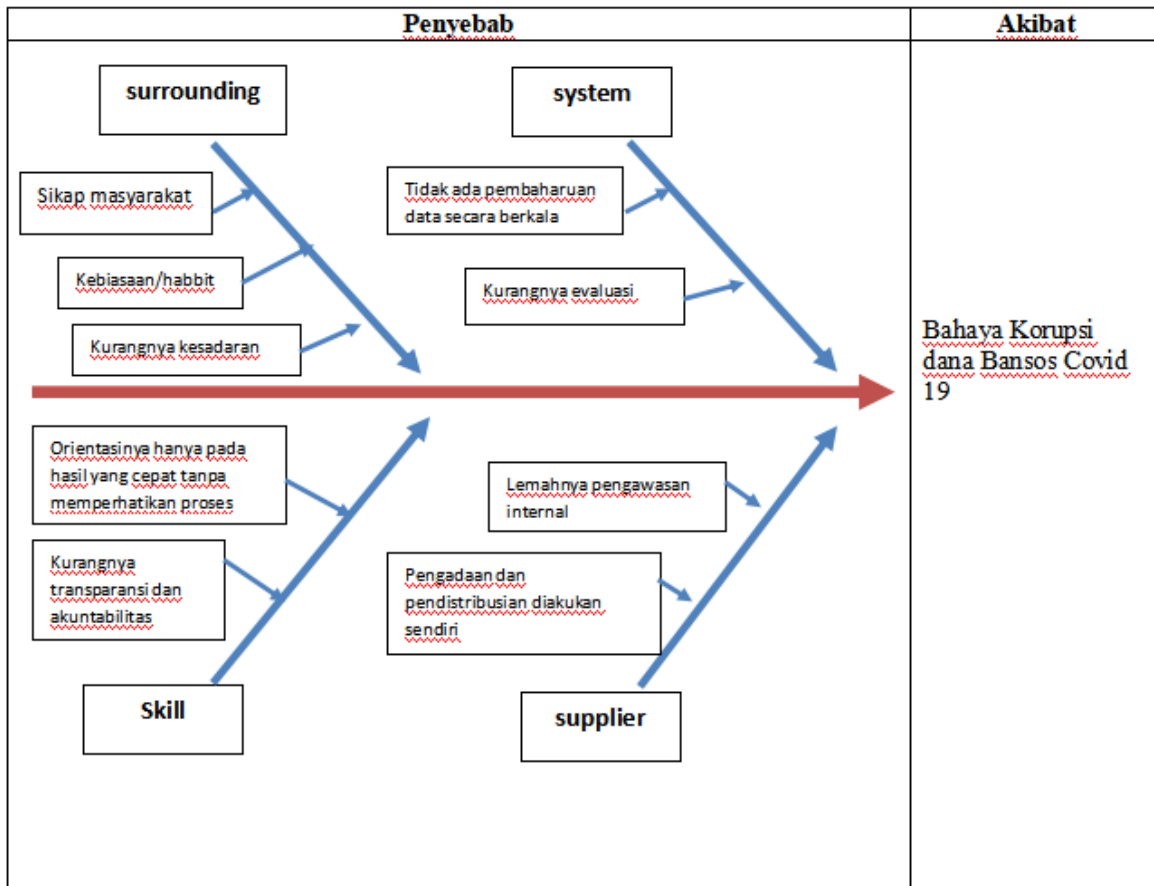 Penyebab
Akibat
surrounding
system
Sikap masyarakat
Kebiasaan/habbit
Kurangnya kesadaran
Tidak ada pembaharuan
data secara berkala
Kurangnya evaluasi
Bahaya Korupsi
dana Bansos Covid
19
Orientasinya hanya pada
hasil yang cepat tanpa
memperhatikan proses
Kurangnya
transparansi dan
akuntabilitas
Lemahnya pengawasan
internal
Pengadaan dan
pendistribusian diakukan
sendiri
Skill
supplier